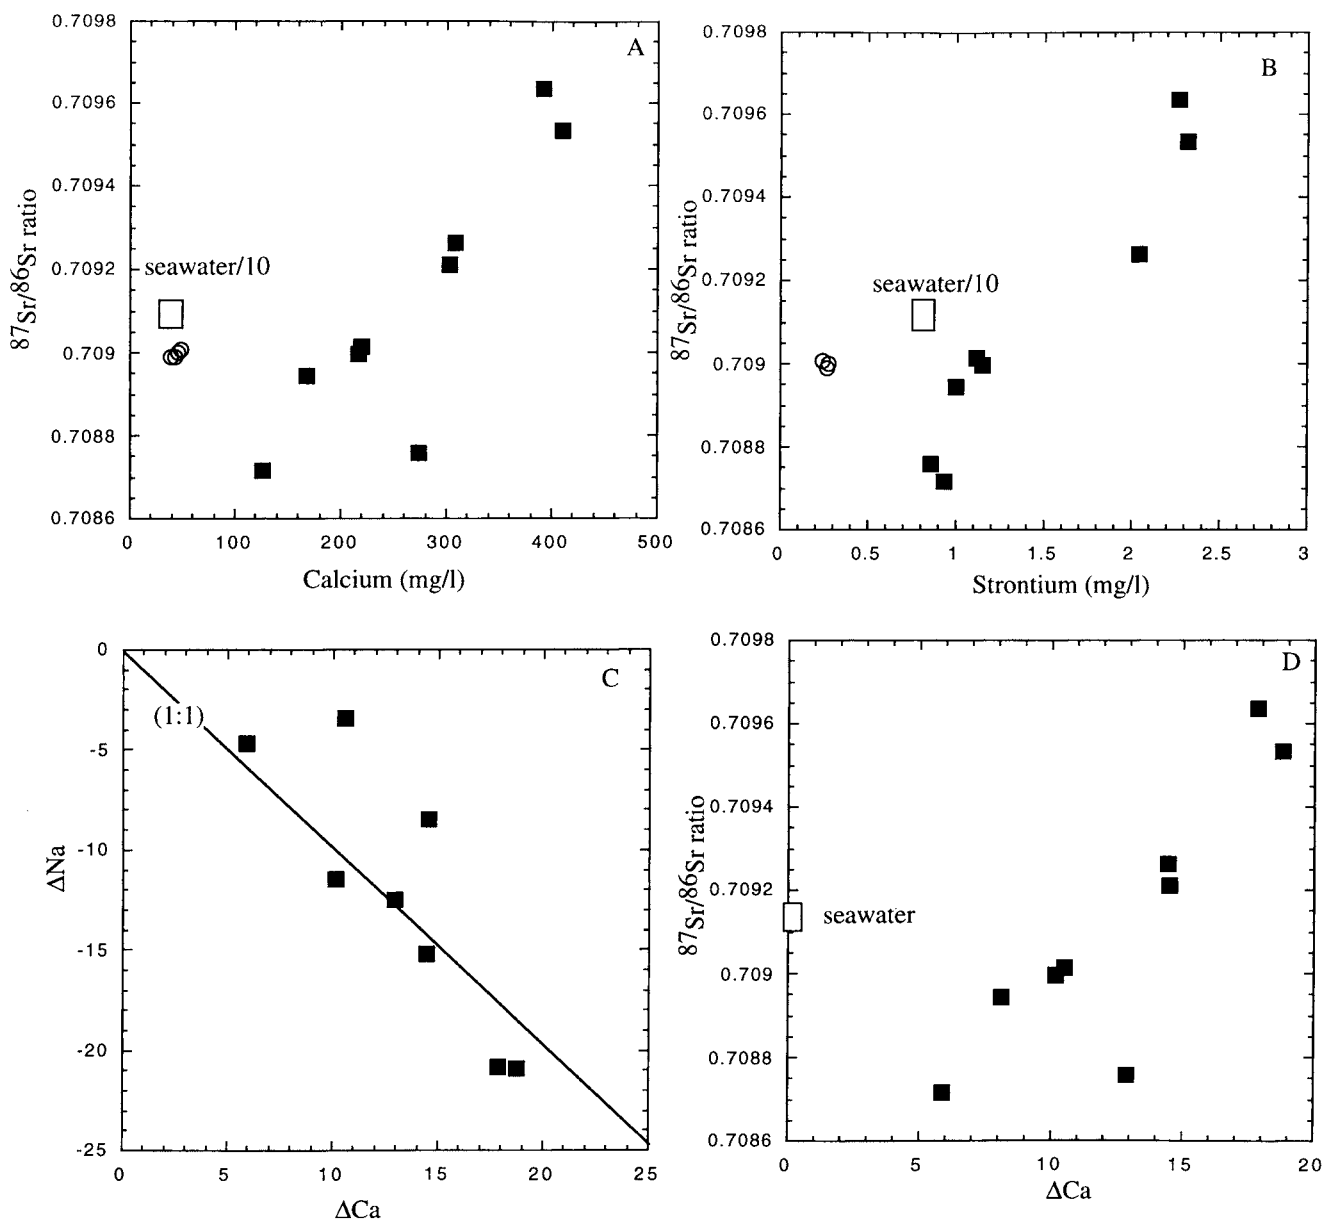 0.7098
0.7096
0.7094
0.7092
0.709
0.7088
0.7086
87Sr/86Sr ratio
A
seawater/10
0 100 200 300 400 500
Calcium (mg/l)
0.7098
0.7096
0.7094
0.7092
0.709
0.7088
0.7086
87Sr/86Sr ratio
B
seawater/10
0 0.5 1 1.5 2 2.5 3
Strontium (mg/l)
0
-5
-10
-15
-20
-25
ΔNa
C
(1:1)
0 5 10 15 20 25
ΔCa
0.7098
0.7096
0.7094
0.7092
0.709
0.7088
0.7086
87Sr/86Sr ratio
D
seawater
0 5 10 15 20
ΔCa